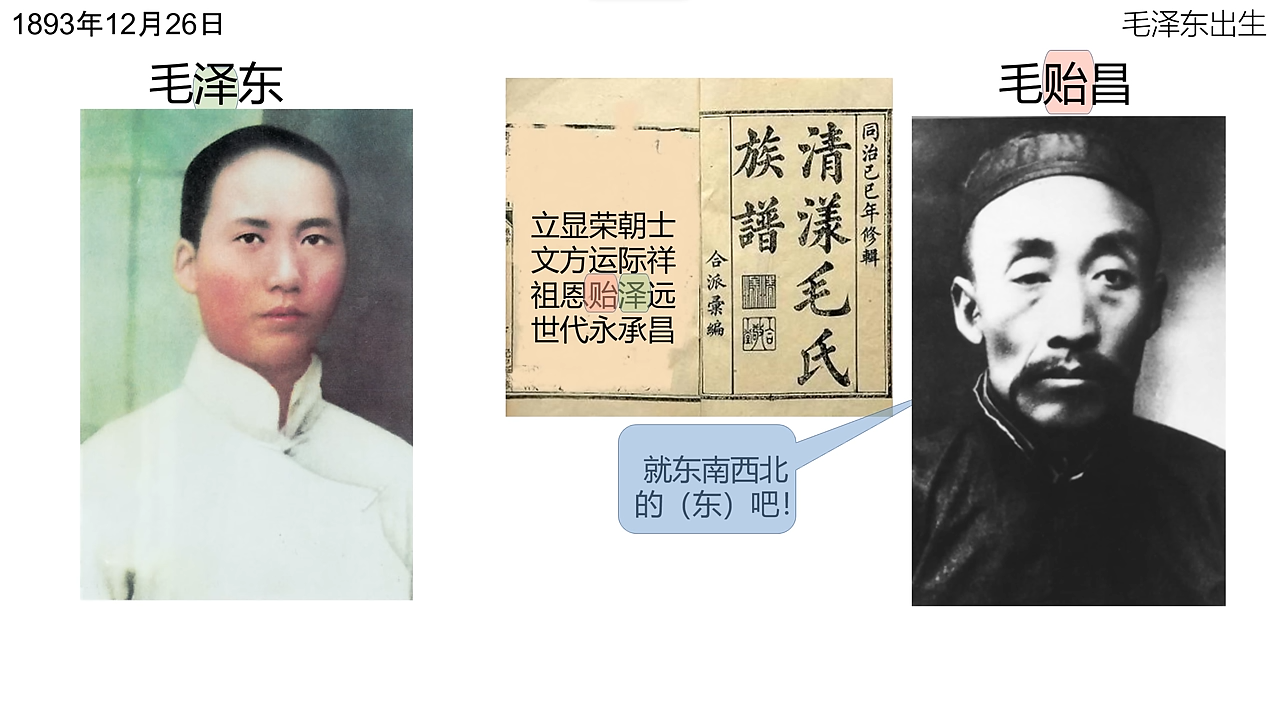 1893年12月26日
毛泽东出生
毛泽东
毛贻昌
立显荣朝士
文方运际祥
祖恩贻泽远
世代永承昌
同治己巳年修輯
清漾毛氏
族譜
合派彙編
就东南西北
的（东）吧！